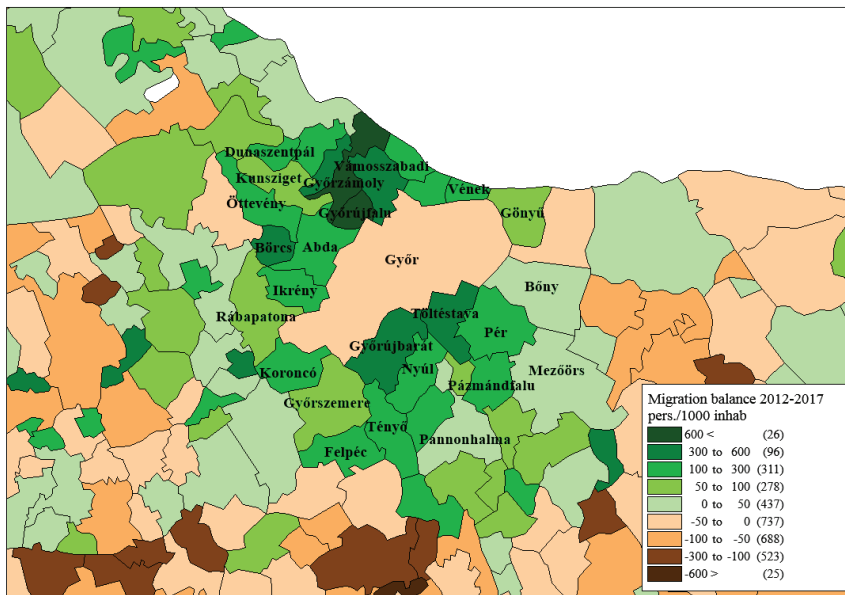 Dunaszentpál
Vámosszabadi
Kunsziget
Győrzámoly
Vének
Öttevény
Győrújfalu
Gönyű
Börcs
Abda
Győr
Ikrény
Bőny
Rábapatona
Töltéstava
Pér
Győrújbarát
Koroncó
Nyúl
Mezőörs
Pázmándfalu
Győrszemere
Tényő
Pannonhalma
Felpéc
Migration balance 2012-2017
pers./1000 inhab
600 < (26)
300 to 600 (96)
100 to 300 (311)
50 to 100 (278)
0 to 50 (437)
-50 to 0 (737)
-100 to -50 (688)
-300 to -100 (523)
-600 > (25)